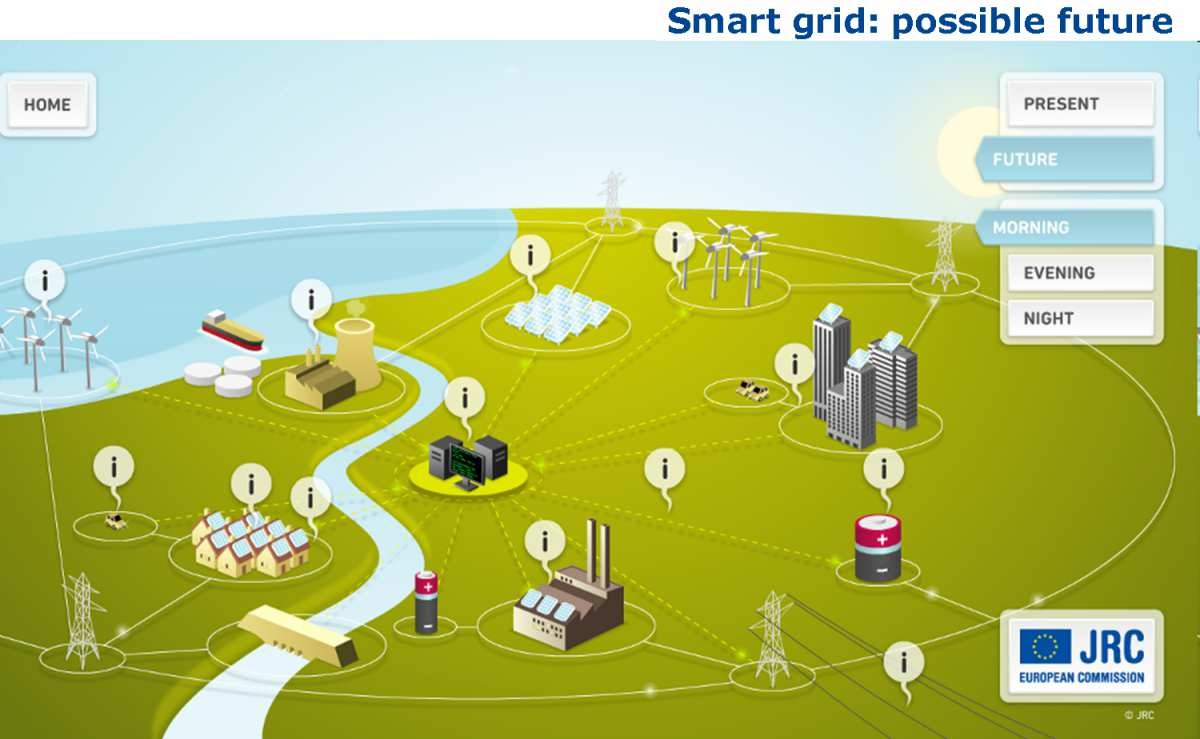 Smart grid: possible future
HOME
PRESENT
FUTURE
MORNING
EVENING
NIGHT
i
i
i
i
i
i
i
i
i
i
i
i
i
+
+
JRC
EUROPEAN COMMISSION
© JRC